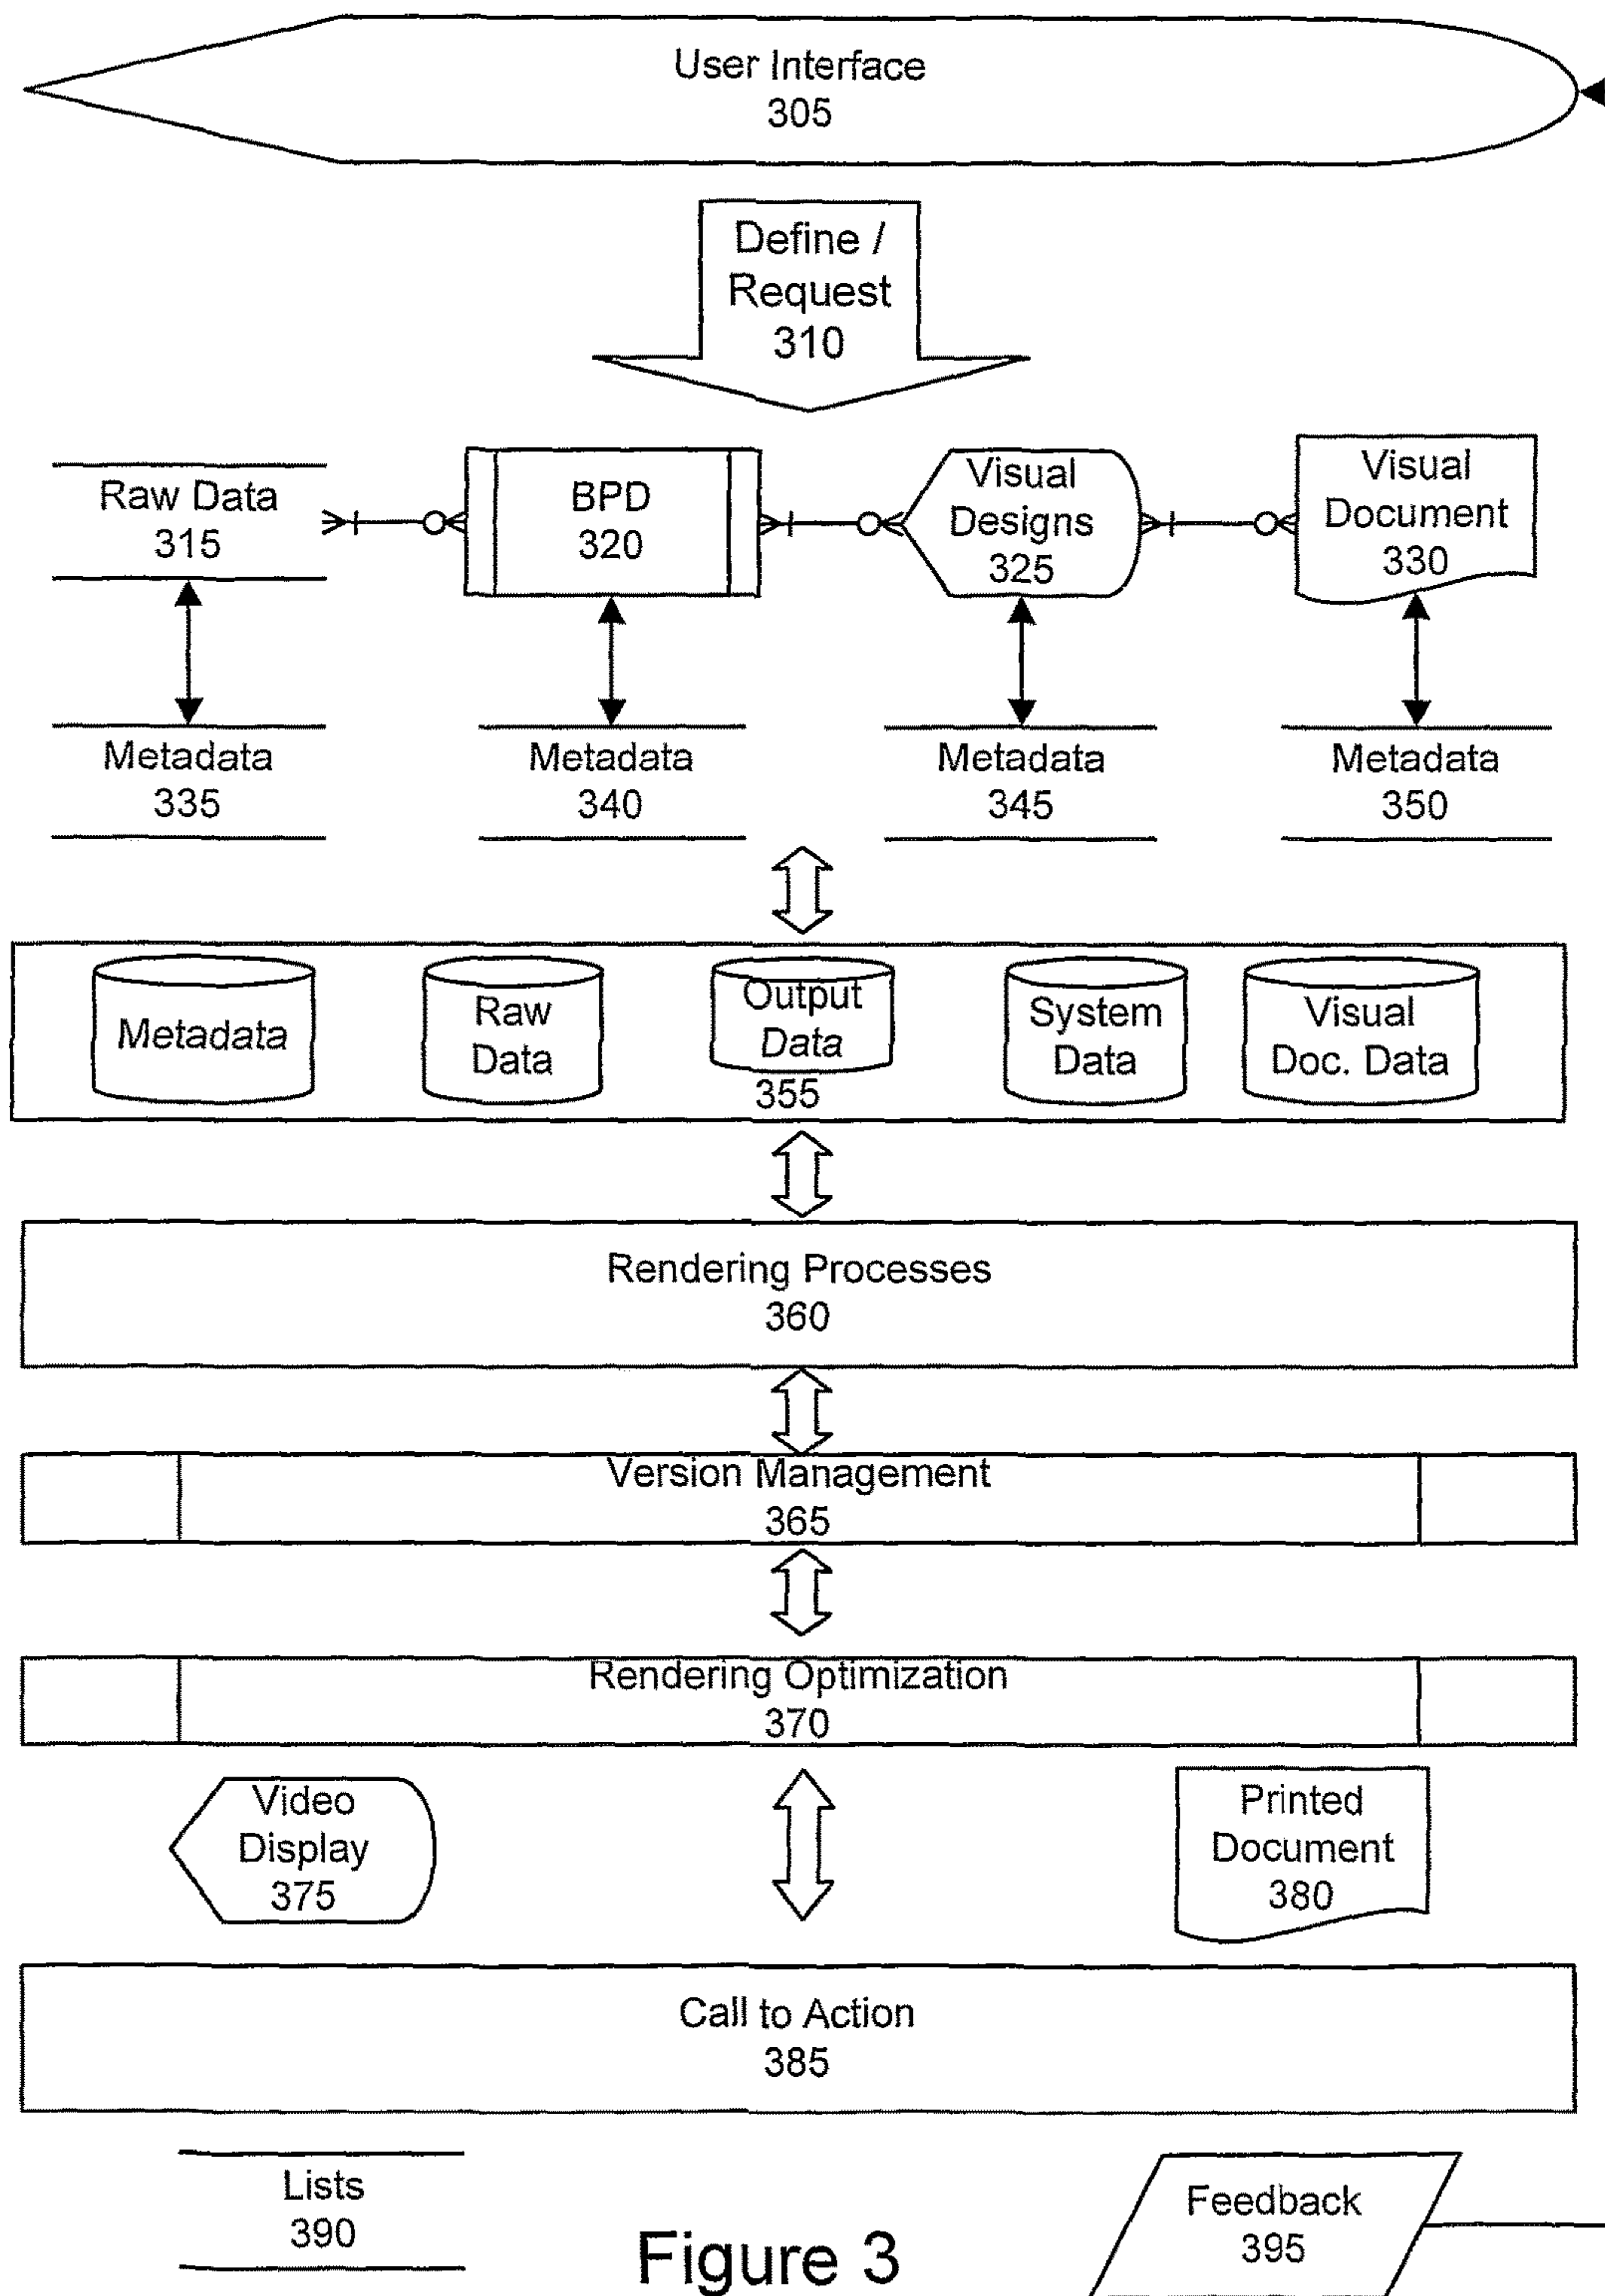 User Interface
305
Define /
Request
310
Raw Data
315
BPD
320
Visual
Designs
325
Visual
Document
330
Metadata
335
Metadata
340
Metadata
345
Metadata
350
Metadata
Raw
Data
Output
Data
355
System
Data
Visual
Doc. Data
Rendering Processes
360
Version Management
365
Rendering Optimization
370
Video
Display
375
Printed
Document
380
Call to Action
385
Lists
390
Feedback
395
Figure 3